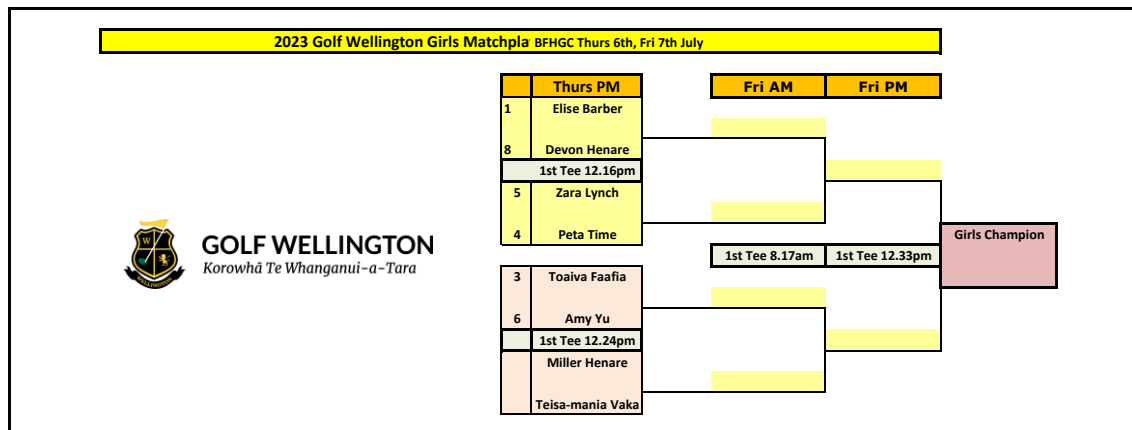 2023 Golf Wellington Girls Matchpla BFHGC Thurs 6th, Fri 7th July
Thurs PM
Fri AM
Fri PM
1 Elise Barber
8 Devon Henare
1st Tee 12.16pm
5 Zara Lynch
4 Peta Time
Girls Champion
1st Tee 8.17am
1st Tee 12.33pm
W
WELLINGTON
GOLF WELLINGTON
Korowhā Te Whanganui-a-Tara
3 Toaiva Faafia
6 Amy Yu
1st Tee 12.24pm
Miller Henare
Teisa-mania Vaka